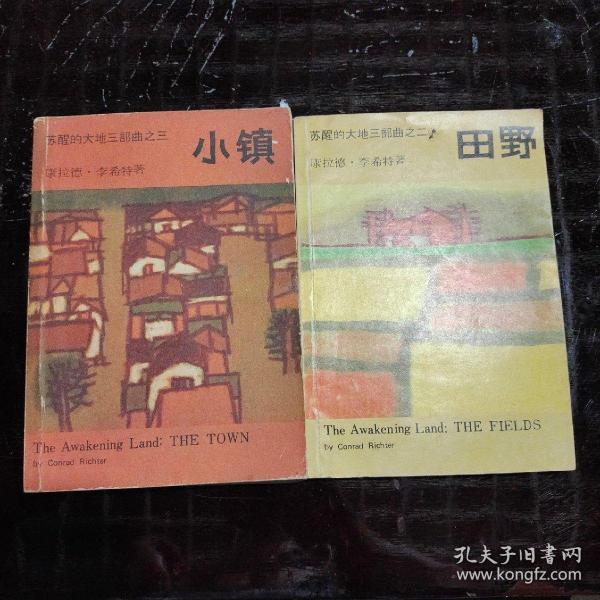 苏醒的大地三部曲之三
小镇
康拉德·李希特著
The Awakening Land: THE TOWN
by Conrad Richter
苏醒的大地三部曲之二
田野
康拉德·李希特著
The Awakening Land: THE FIELDS
by Conrad Richter
孔夫子旧书网
www.kongfz.com